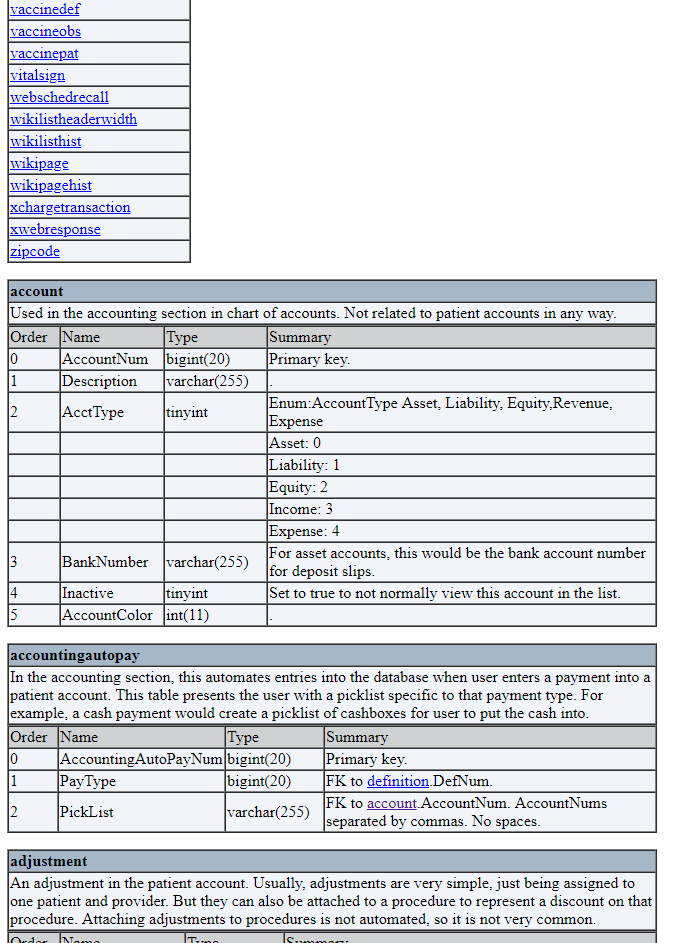 vaccinedef
vaccineobs
vaccinepat
vitalsign
webschedrecall
wikilistheaderwidth
wikilisthist
wikipage
wikipagehist
xchargetransaction
xwebresponse
zipcode
account
Used in the accounting section in chart of accounts. Not related to patient accounts in any way.
Order Name Type Summary
0 AccountNum bigint(20) Primary key.
1 Description varchar(255) .
2 AcctType tinyint Enum:AccountType Asset, Liability, Equity,Revenue,
Expense
Asset: 0
Liability: 1
Equity: 2
Income: 3
Expense: 4
3 BankNumber varchar(255) For asset accounts, this would be the bank account number
for deposit slips.
4 Inactive tinyint Set to true to not normally view this account in the list.
5 AccountColor int(11) .
accountingautopay
In the accounting section, this automates entries into the database when user enters a payment into a
patient account. This table presents the user with a picklist specific to that payment type. For
example, a cash payment would create a picklist of cashboxes for user to put the cash into.
Order Name Type Summary
0 AccountingAutoPayNum bigint(20) Primary key.
1 PayType bigint(20) FK to definition.DefNum.
2 PickList varchar(255) FK to account.AccountNum. AccountNums
separated by commas. No spaces.
adjustment
An adjustment in the patient account. Usually, adjustments are very simple, just being assigned to
one patient and provider. But they can also be attached to a procedure to represent a discount on that
procedure. Attaching adjustments to procedures is not automated, so it is not very common.
Order Name Type Summary